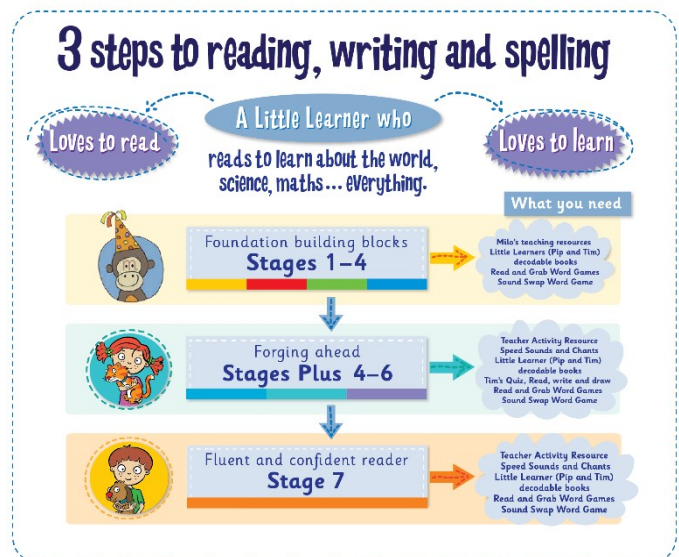 3 steps to reading, writing and spelling
A Little Learner who
Loves to read
Loves to learn
reads to learn about the world,
science, maths... everything.
What you need
Foundation building blocks
Stages 1–4
Milo's teaching resources
Little Learners (Pip and Tim)
decodable books
Read and Grab Word Games
Sound Swap Word Game
Forging ahead
Stages Plus 4–6
Teacher Activity Resource
Speed Sounds and Chants
Little Learner (Pip and Tim)
decodable books
Tim's Quiz, Read, write and draw
Read and Grab Word Games
Sound Swap Word Game
Fluent and confident reader
Stage 7
Teacher Activity Resource
Speed Sounds and Chants
Little Learner (Pip and Tim)
decodable books
Read and Grab Word Games
Sound Swap Word Game